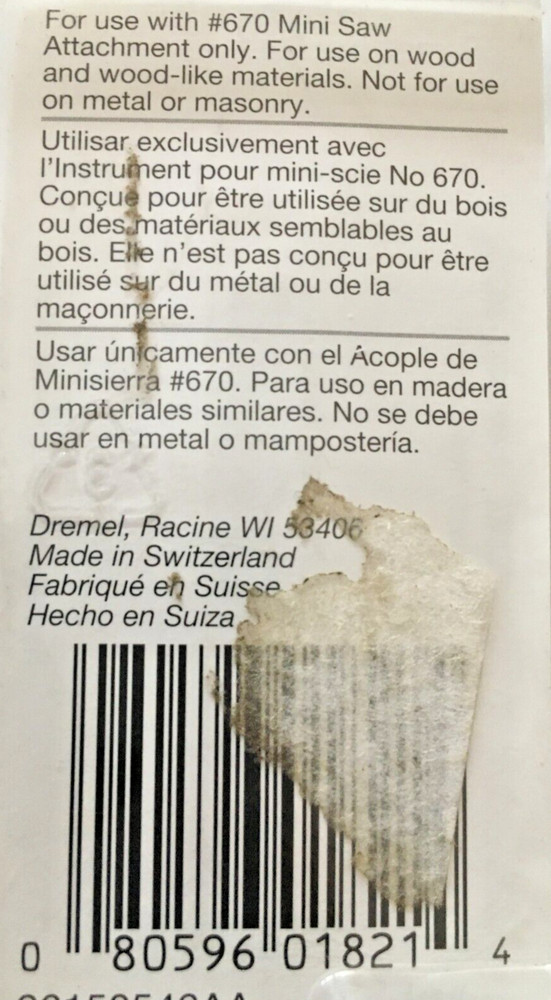 For use with #670 Mini Saw
Attachment only. For use on wood
and wood-like materials. Not for use
on metal or masonry.
Utilisar exclusivement avec
l'Instrument pour mini-scie No 670.
Conçue pour être utilisée sur du bois
ou des matériaux semblables au
bois. Elle n'est pas conçu pour être
utilisé sur du métal ou de la
maçonnerie.
Usar únicamente con el Acople de
Minisierra #670. Para uso en madera
o materiales similares. No se debe
usar en metal o mampostería.
Dremel, Racine WI 53406
Made in Switzerland
Fabriqué en Suisse
Hecho en Suiza
0 80596 01821 4